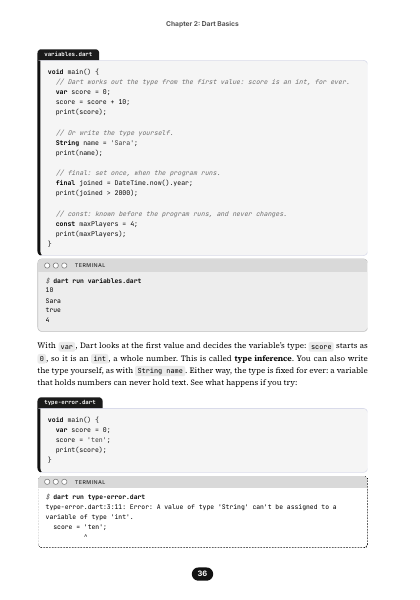 Chapter 2: Dart Basics
variables.dart
void main() {
  // Dart works out the type from the first value: score is an int, for ever.
  var score = 0;
  score = score + 10;
  print(score);

  // Or write the type yourself.
  String name = 'Sara';
  print(name);

  // final: set once, when the program runs.
  final joined = DateTime.now().year;
  print(joined > 2000);

  // const: known before the program runs, and never changes.
  const maxPlayers = 4;
  print(maxPlayers);
}
TERMINAL
$ dart run variables.dart
10
Sara
true
4
With var, Dart looks at the first value and decides the variable's type: score starts as
0, so it is an int, a whole number. This is called type inference. You can also write
the type yourself, as with String name. Either way, the type is fixed for ever: a variable
that holds numbers can never hold text. See what happens if you try:
type-error.dart
void main() {
  var score = 0;
  score = 'ten';
  print(score);
}
TERMINAL
$ dart run type-error.dart
type-error.dart:3:11: Error: A value of type 'String' can't be assigned to a
variable of type 'int'.
  score = 'ten';
          ^
36